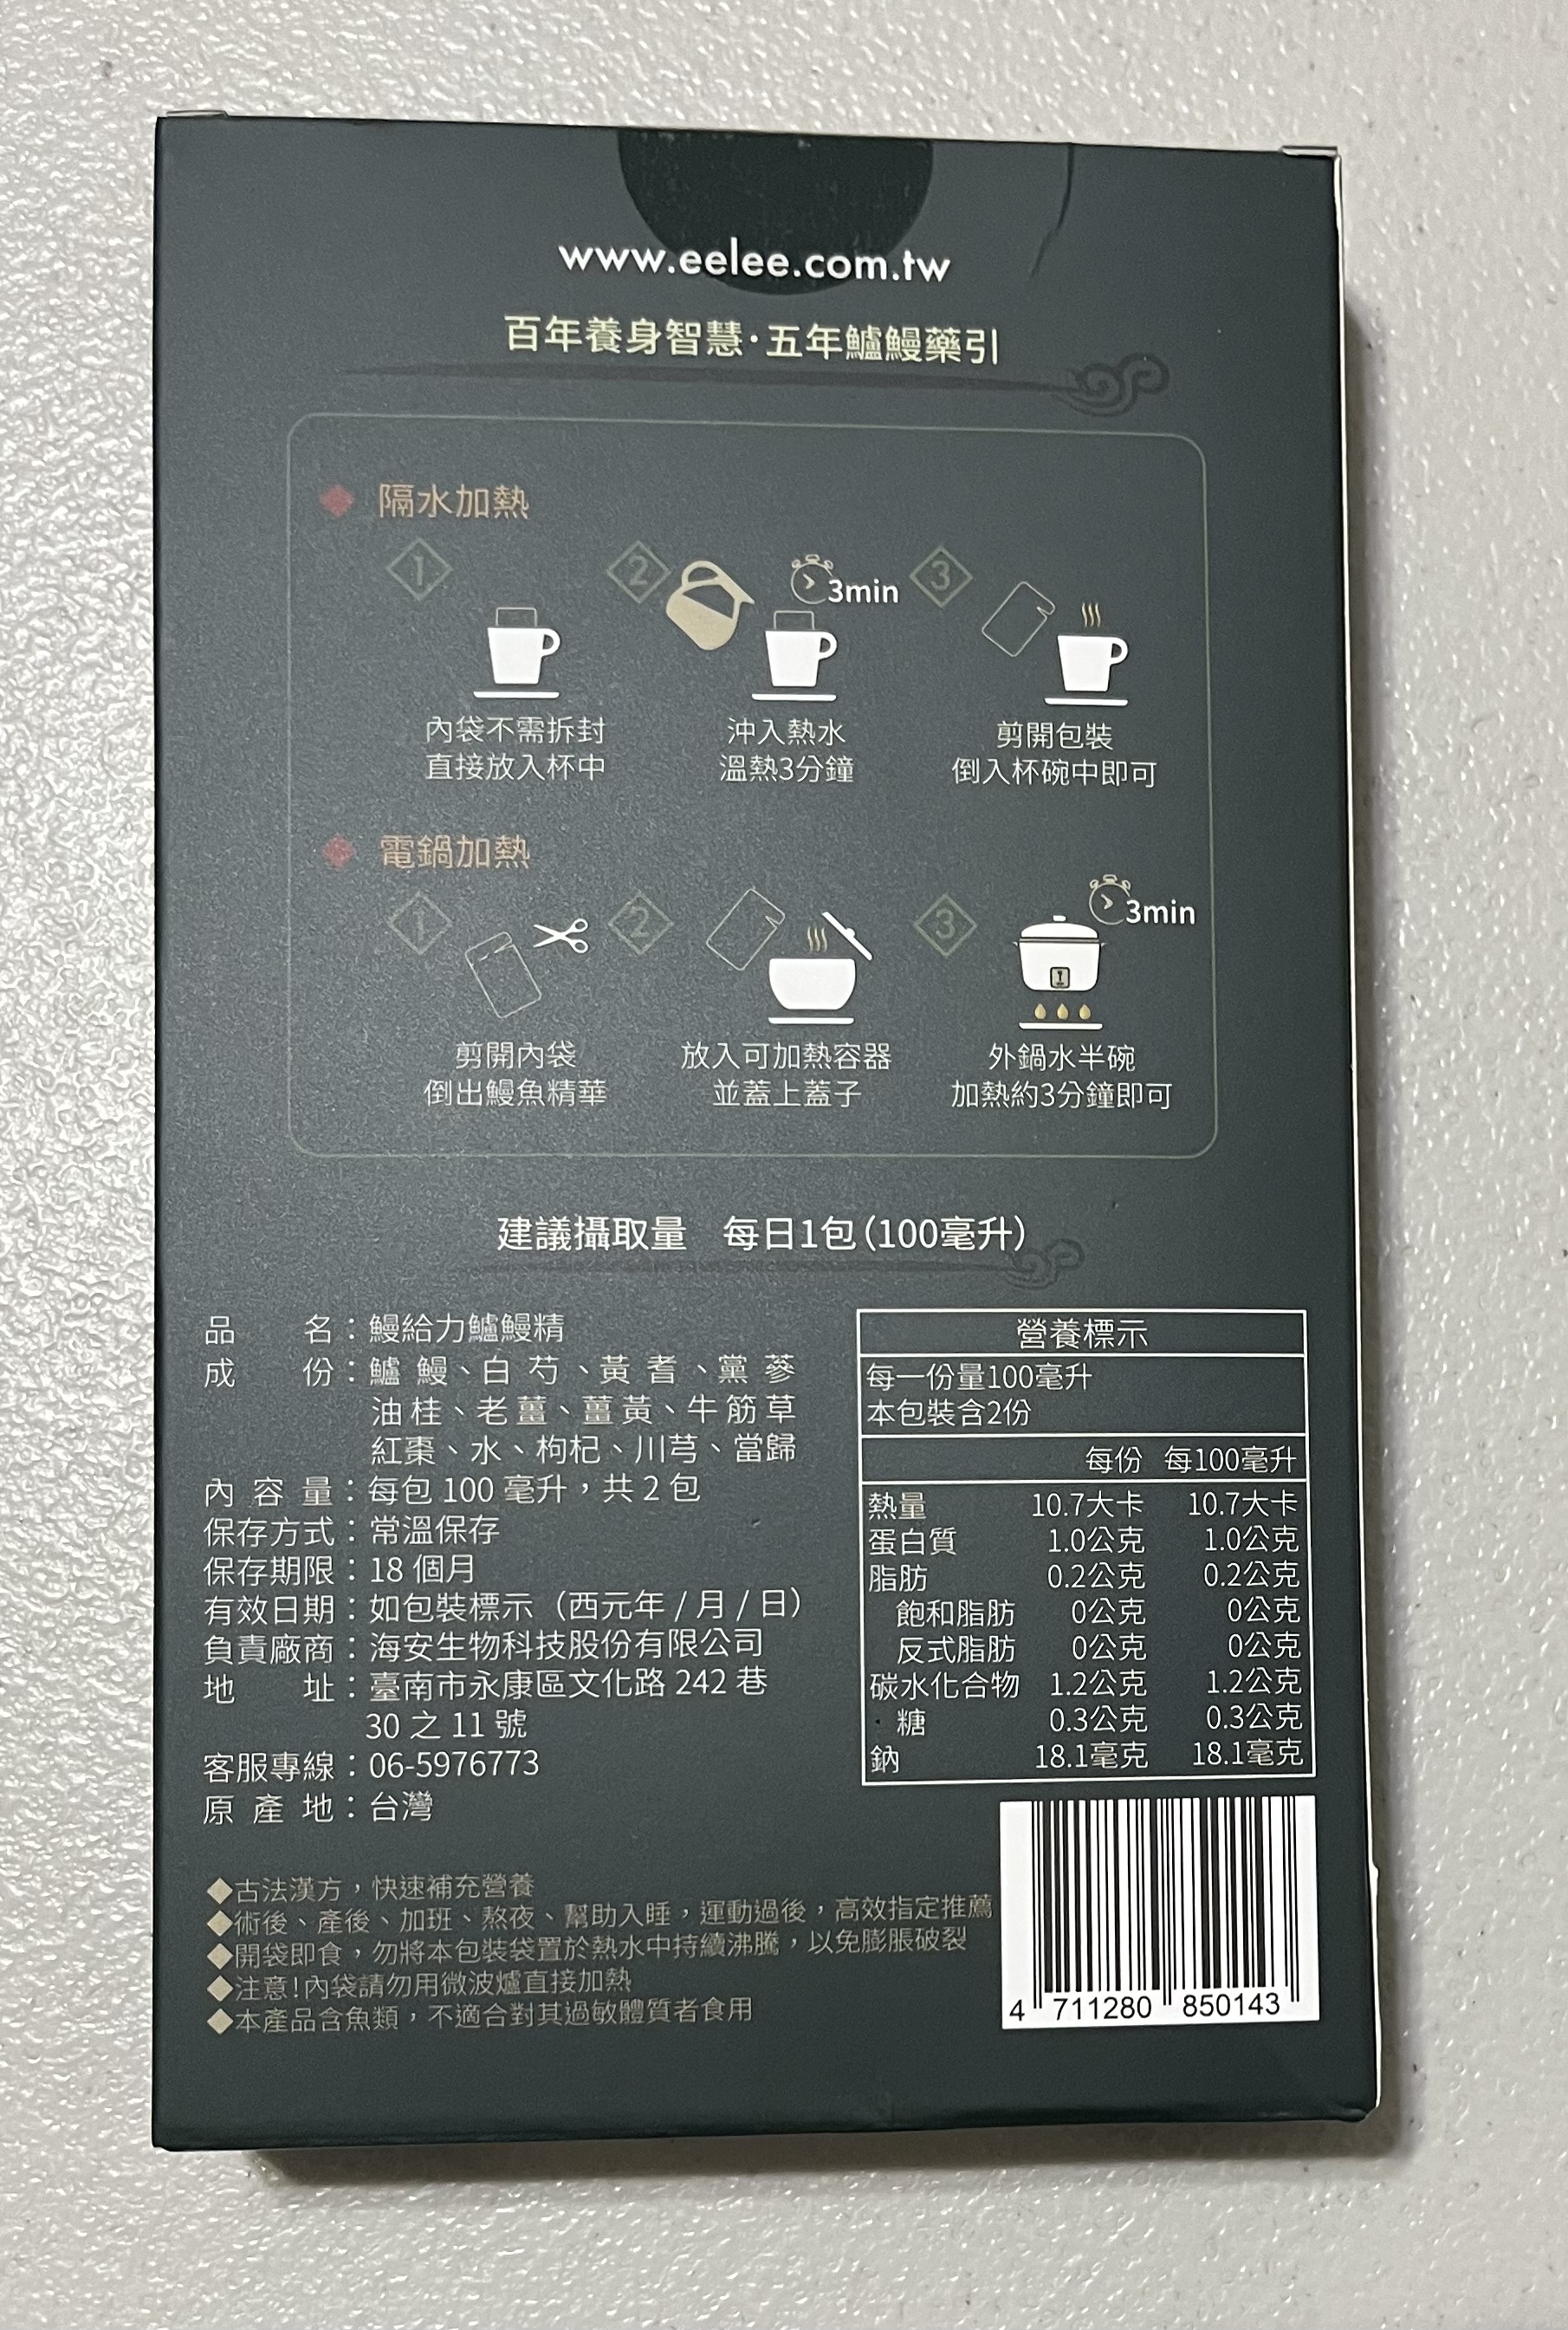 www.eelee.com.tw
百年養身智慧·五年鱸鰻藥引
隔水加熱
1
2
3min
3
內袋不需拆封
直接放入杯中
沖入熱水
溫熱3分鐘
剪開包裝
倒入杯碗中即可
電鍋加熱
1
2
3
3min
剪開內袋
倒出鰻魚精華
放入可加熱容器
並蓋上蓋子
外鍋水半碗
加熱約3分鐘即可
建議攝取量 每日1包(100毫升)
品名：鰻給力鱸鰻精
成份：鱸鰻、白芍、黃耆、黨蔘
油桂、老薑、薑黃、牛筋草
紅棗、水、枸杞、川芎、當歸
內容量：每包 100 毫升，共 2 包
保存方式：常溫保存
保存期限：18 個月
有效日期：如包裝標示（西元年 / 月 / 日）
負責廠商：海安生物科技股份有限公司
地址：臺南市永康區文化路 242 巷
30 之 11 號
客服專線：06-5976773
原產地：台灣
營養標示
每一份量100毫升
本包裝含2份
每份 每100毫升
熱量 10.7大卡 10.7大卡
蛋白質 1.0公克 1.0公克
脂肪 0.2公克 0.2公克
飽和脂肪 0公克 0公克
反式脂肪 0公克 0公克
碳水化合物 1.2公克 1.2公克
糖 0.3公克 0.3公克
鈉 18.1毫克 18.1毫克
◆古法漢方，快速補充營養
◆術後、產後、加班、熬夜、幫助入睡，運動過後，高效指定推薦
◆開袋即食，勿將本包裝袋置於熱水中持續沸騰，以免膨脹破裂
◆注意!內袋請勿用微波爐直接加熱
◆本產品含魚類，不適合對其過敏體質者食用
4 711280 850143